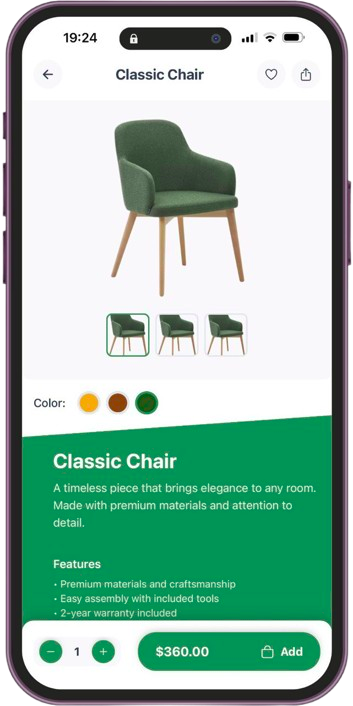 19:24
Classic Chair
Color:
Classic Chair
A timeless piece that brings elegance to any room.
Made with premium materials and attention to
detail.
Features
• Premium materials and craftsmanship
• Easy assembly with included tools
• 2-year warranty included
− 1 +
$360.00 Add